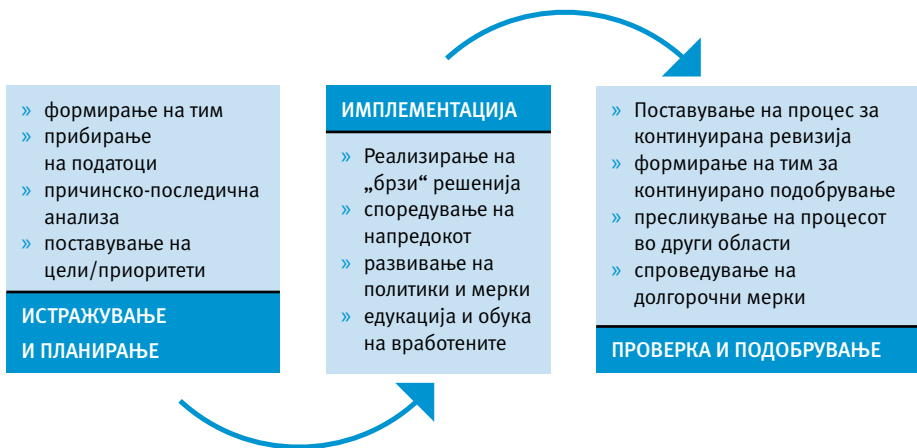 » формирање на тим
» прибирање
на податоци
» причинско-последична
анализа
» поставување на
цели/приоритети
ИСТРАЖУВАЊЕ
И ПЛАНИРАЊЕ
ИМПЛЕМЕНТАЦИЈА
» Реализирање на
„брзи“ решенија
» споредување на
напредокот
» развивање на
политики и мерки
» едукација и обука
на вработените
» Поставување на процес за
континуирана ревизија
» формирање на тим за
континуирано подобрување
» пресликување на процесот
во други области
» спроведување на
долгорочни мерки
ПРОВЕРКА И ПОДОБРУВАЊЕ